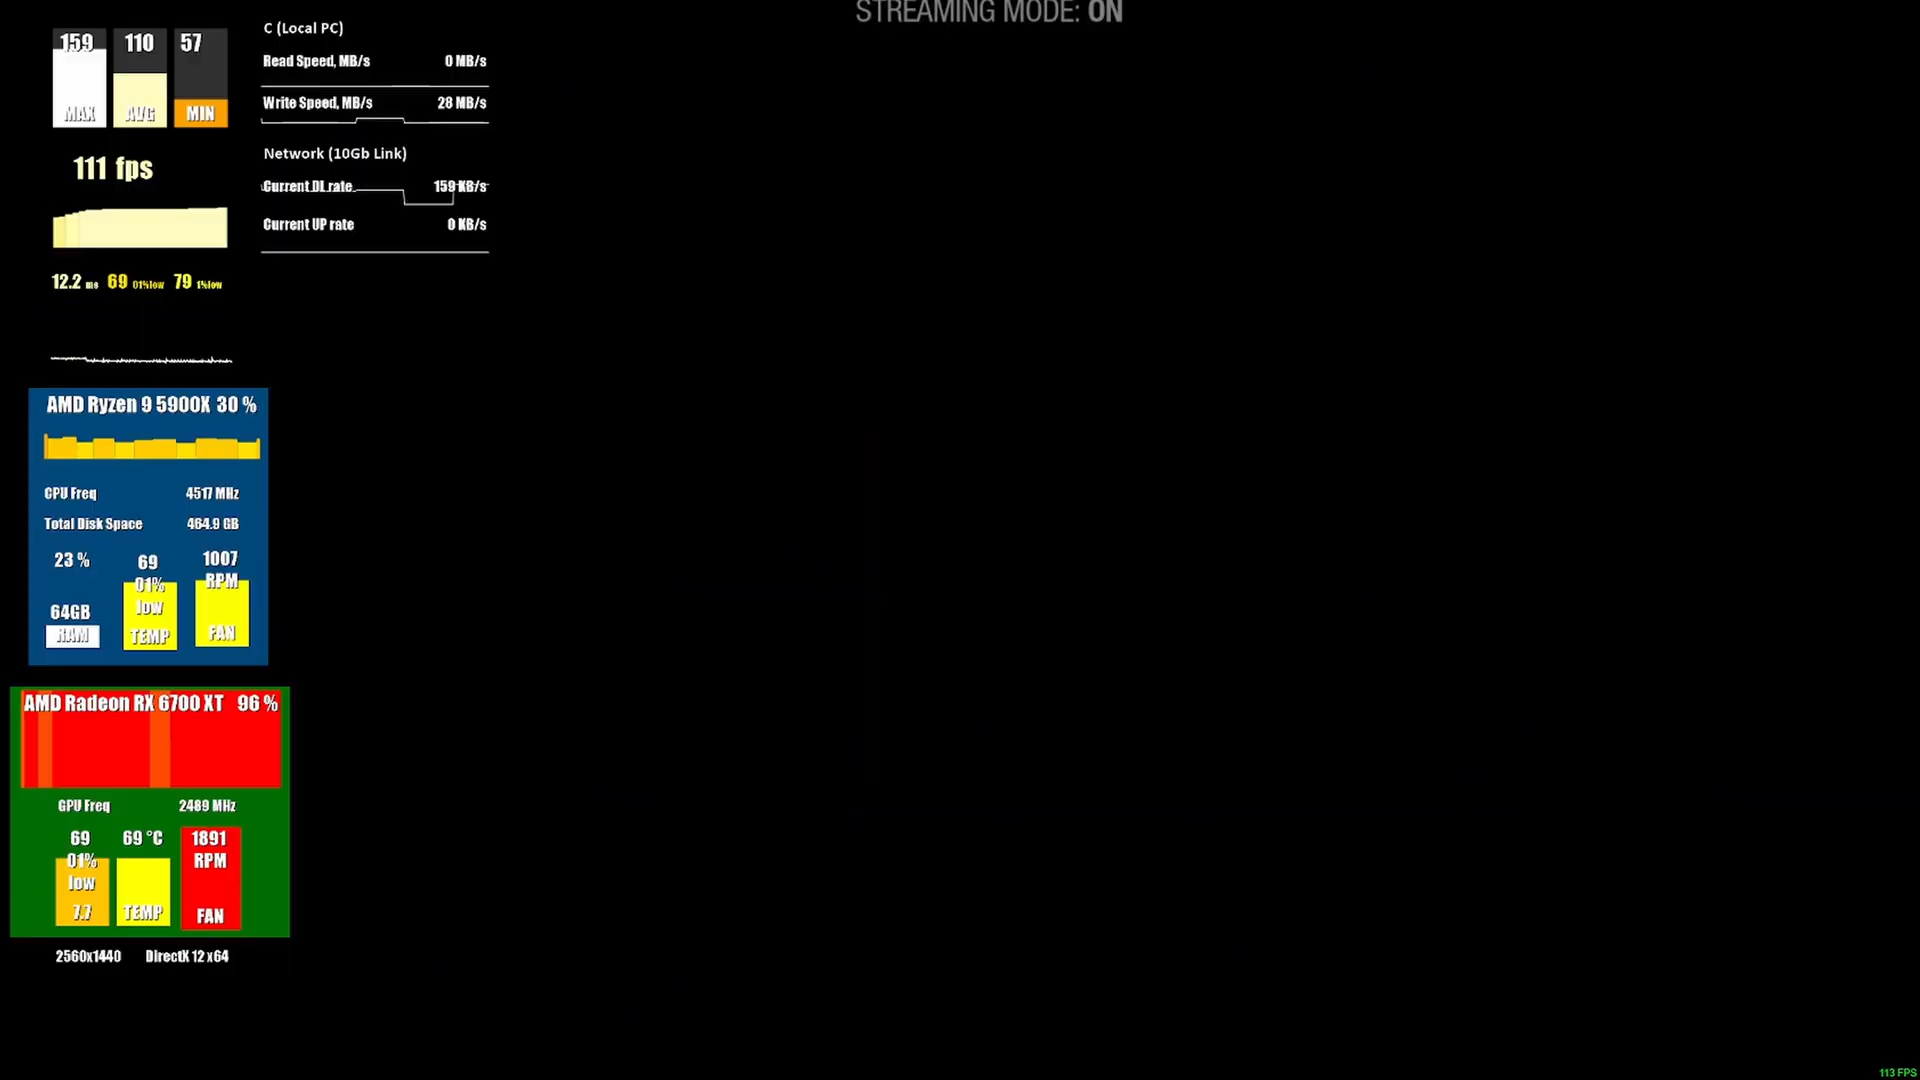 STREAMING MODE: ON
159 110 57
MAX AVG MIN
111 fps
12.2 ms 69 01%low 79 1%low
C (Local PC)
Read Speed, MB/s 0 MB/s
Write Speed, MB/s 28 MB/s
Network (10Gb Link)
Current DL rate 159 KB/s
Current UP rate 0 KB/s
AMD Ryzen 9 5900X 30 %
CPU Freq 4517 MHz
Total Disk Space 464.9 GB
23 % 69 1007
01% RPM
64GB low
RAM TEMP FAN
AMD Radeon RX 6700 XT 96 %
GPU Freq 2489 MHz
69 69 °C 1891
01% RPM
low
7.7 TEMP FAN
2560x1440 DirectX 12 x64
113 FPS